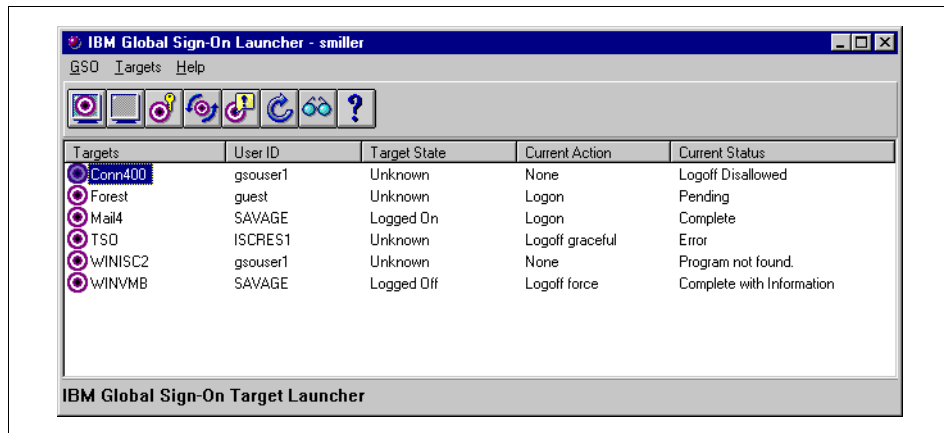 IBM Global Sign-On Launcher - smiller
GSO Targets Help
?
Targets User ID Target State Current Action Current Status
Conn400 gsouser1 Unknown None Logoff Disallowed
Forest guest Unknown Logon Pending
Mail4 SAVAGE Logged On Logon Complete
TSO ISCRES1 Unknown Logoff graceful Error
WINISC2 gsouser1 Unknown None Program not found.
WINVMB SAVAGE Logged Off Logoff force Complete with Information
IBM Global Sign-On Target Launcher